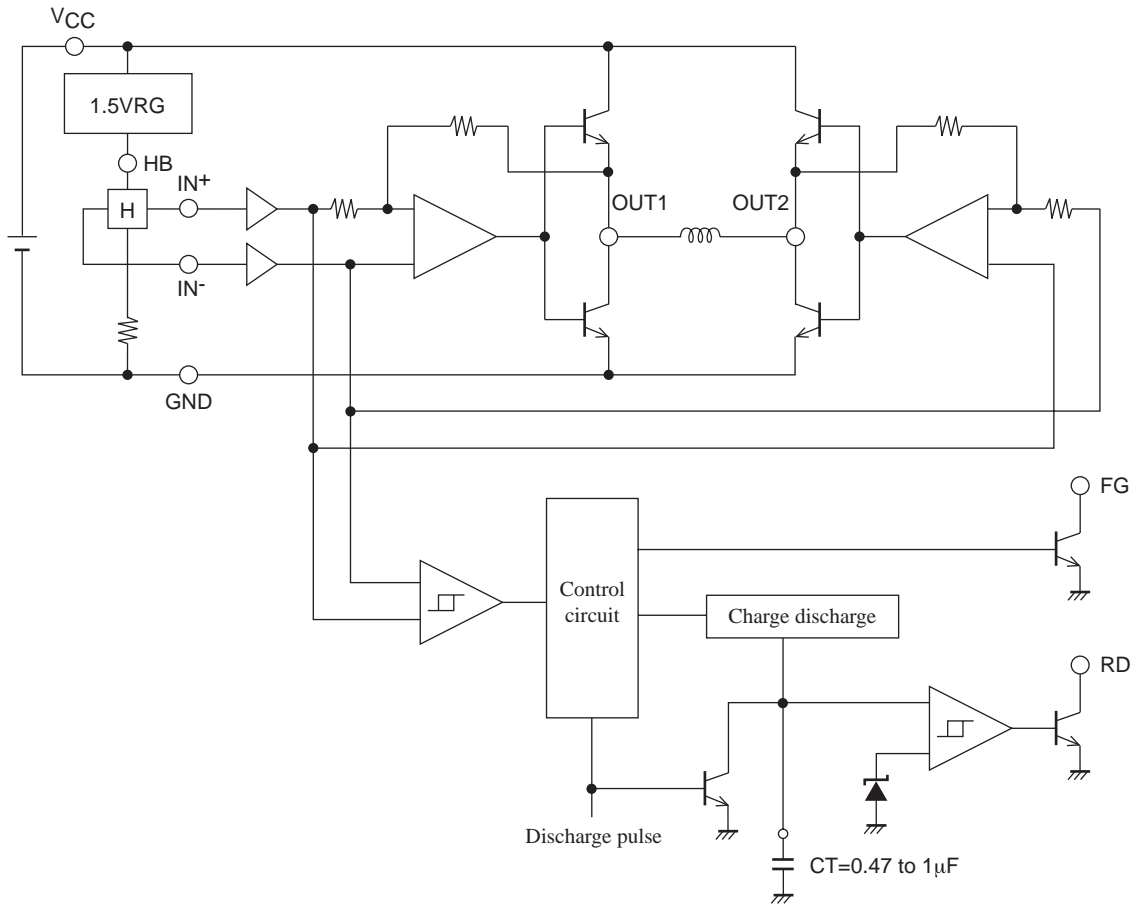 VCC
1.5VRG
HB
IN+
H
IN-
OUT1
OUT2
GND
FG
Control
circuit
Charge discharge
RD
Discharge pulse
CT=0.47 to 1μF